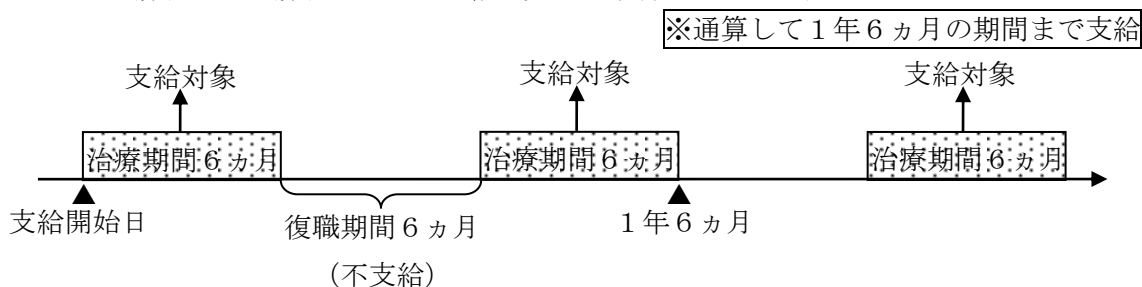 ※通算して１年６ヵ月の期間まで支給
支給対象 支給対象 支給対象
治療期間６ヵ月 治療期間６ヵ月 治療期間６ヵ月
支給開始日 復職期間６ヵ月 １年６ヵ月
（不支給）